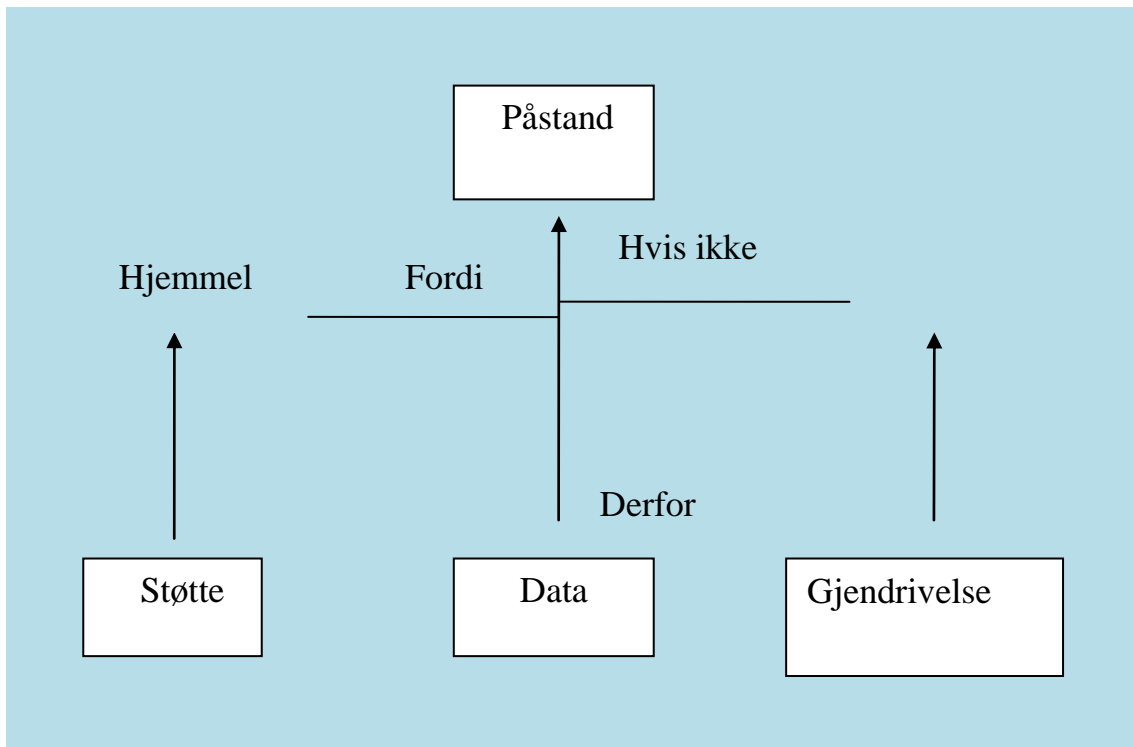 Påstand
Hvis ikke
Hjemmel
Fordi
Derfor
Støtte
Data
Gjendrivelse